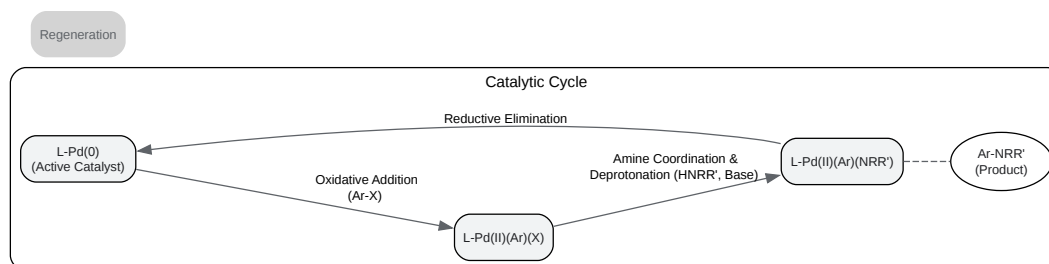 Regeneration
Catalytic Cycle
Reductive Elimination
L-Pd(0)
(Active Catalyst)
Oxidative Addition
(Ar-X)
L-Pd(II)(Ar)(X)
Amine Coordination &
Deprotonation (HNRR', Base)
L-Pd(II)(Ar)(NRR')
Ar-NRR'
(Product)